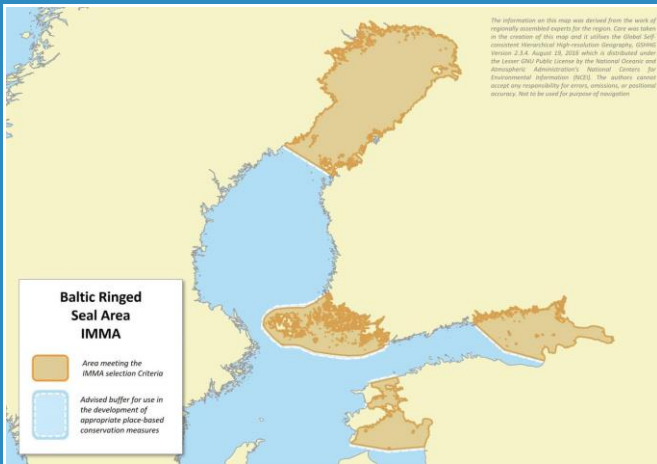 The information on this map was derived from the work of
regionally assembled experts for the region. Care was taken
in the creation of this map and it utilises the Global Self-
consistent Hierarchical High-resolution Geography, GSHHG
Version 2.3.4. August 18, 2016 which is distributed under
the Lesser GNU Public License by the National Oceanic and
Atmospheric Administration's National Centers for
Environmental Information (NCEI). The authors cannot
accept any responsibility for errors, omissions, or positional
accuracy. Not to be used for purpose of navigation
Baltic Ringed
Seal Area
IMMA
Area meeting the
IMMA selection Criteria
Advised buffer for use in
the development of
appropriate place-based
conservation measures